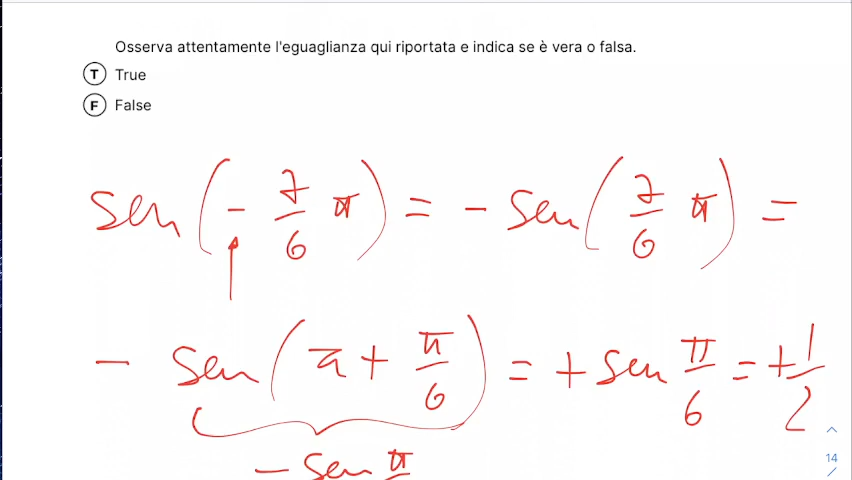 Osserva attentamente l'eguaglianza qui riportata e indica se è vera o falsa.
T True
F False
sen(- 7/6 π) = - sen(7/6 π) =
- sen(π + π/6) = + sen π/6 = + 1/2
- sen π
14